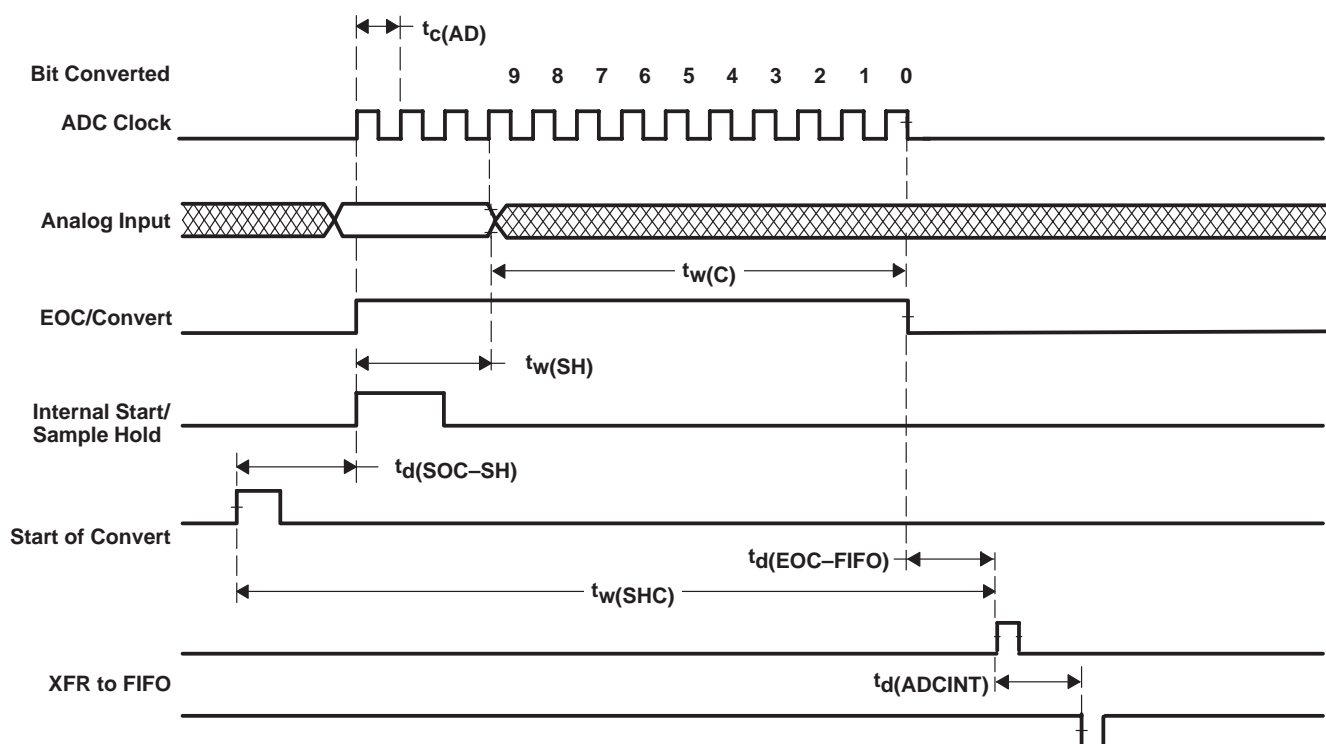 tc(AD)
Bit Converted
9 8 7 6 5 4 3 2 1 0
ADC Clock
Analog Input
tw(C)
EOC/Convert
tw(SH)
Internal Start/
Sample Hold
td(SOC–SH)
Start of Convert
td(EOC–FIFO)
tw(SHC)
XFR to FIFO
td(ADCINT)